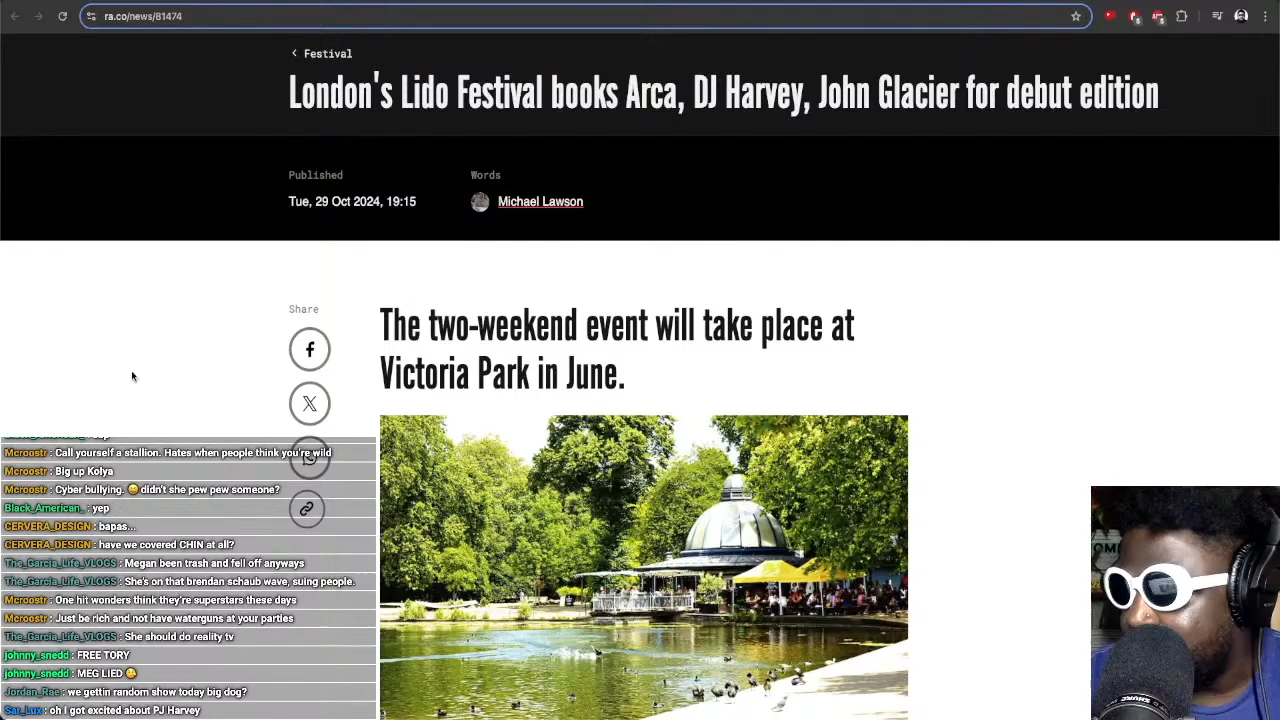 ra.co/news/81474
Festival
London's Lido Festival books Arca, DJ Harvey, John Glacier for debut edition
Published
Words
Tue, 29 Oct 2024, 19:15
Michael Lawson
Share
The two-weekend event will take place at
Victoria Park in June.
Mcroostr : Call yourself a stallion. Hates when people think you're wild
Mcroostr : Big up Kolya
Mcroostr : Cyber bullying. 😄 didn't she pew pew someone?
Black_American_ : yep
CERVERA_DESIGN : bapas...
CERVERA_DESIGN : have we covered CHIN at all?
The_Garcia_Life_VLOGS : Megan been trash and fell off anyways
The_Garcia_Life_VLOGS : She's on that brendan schaub wave, suing people.
Mcroostr : One hit wonders think they're superstars these days
Mcroostr : Just be rich and not have waterguns at your parties
The_Garcia_Life_VLOGS : She should do reality tv
johnny_snedd : FREE TORY
johnny_snedd : MEG LIED 🤥
Jordan_Rae : we gettin random show today big dog?
Sar_Lux : oh i got excited about PJ Harvey
SHURE